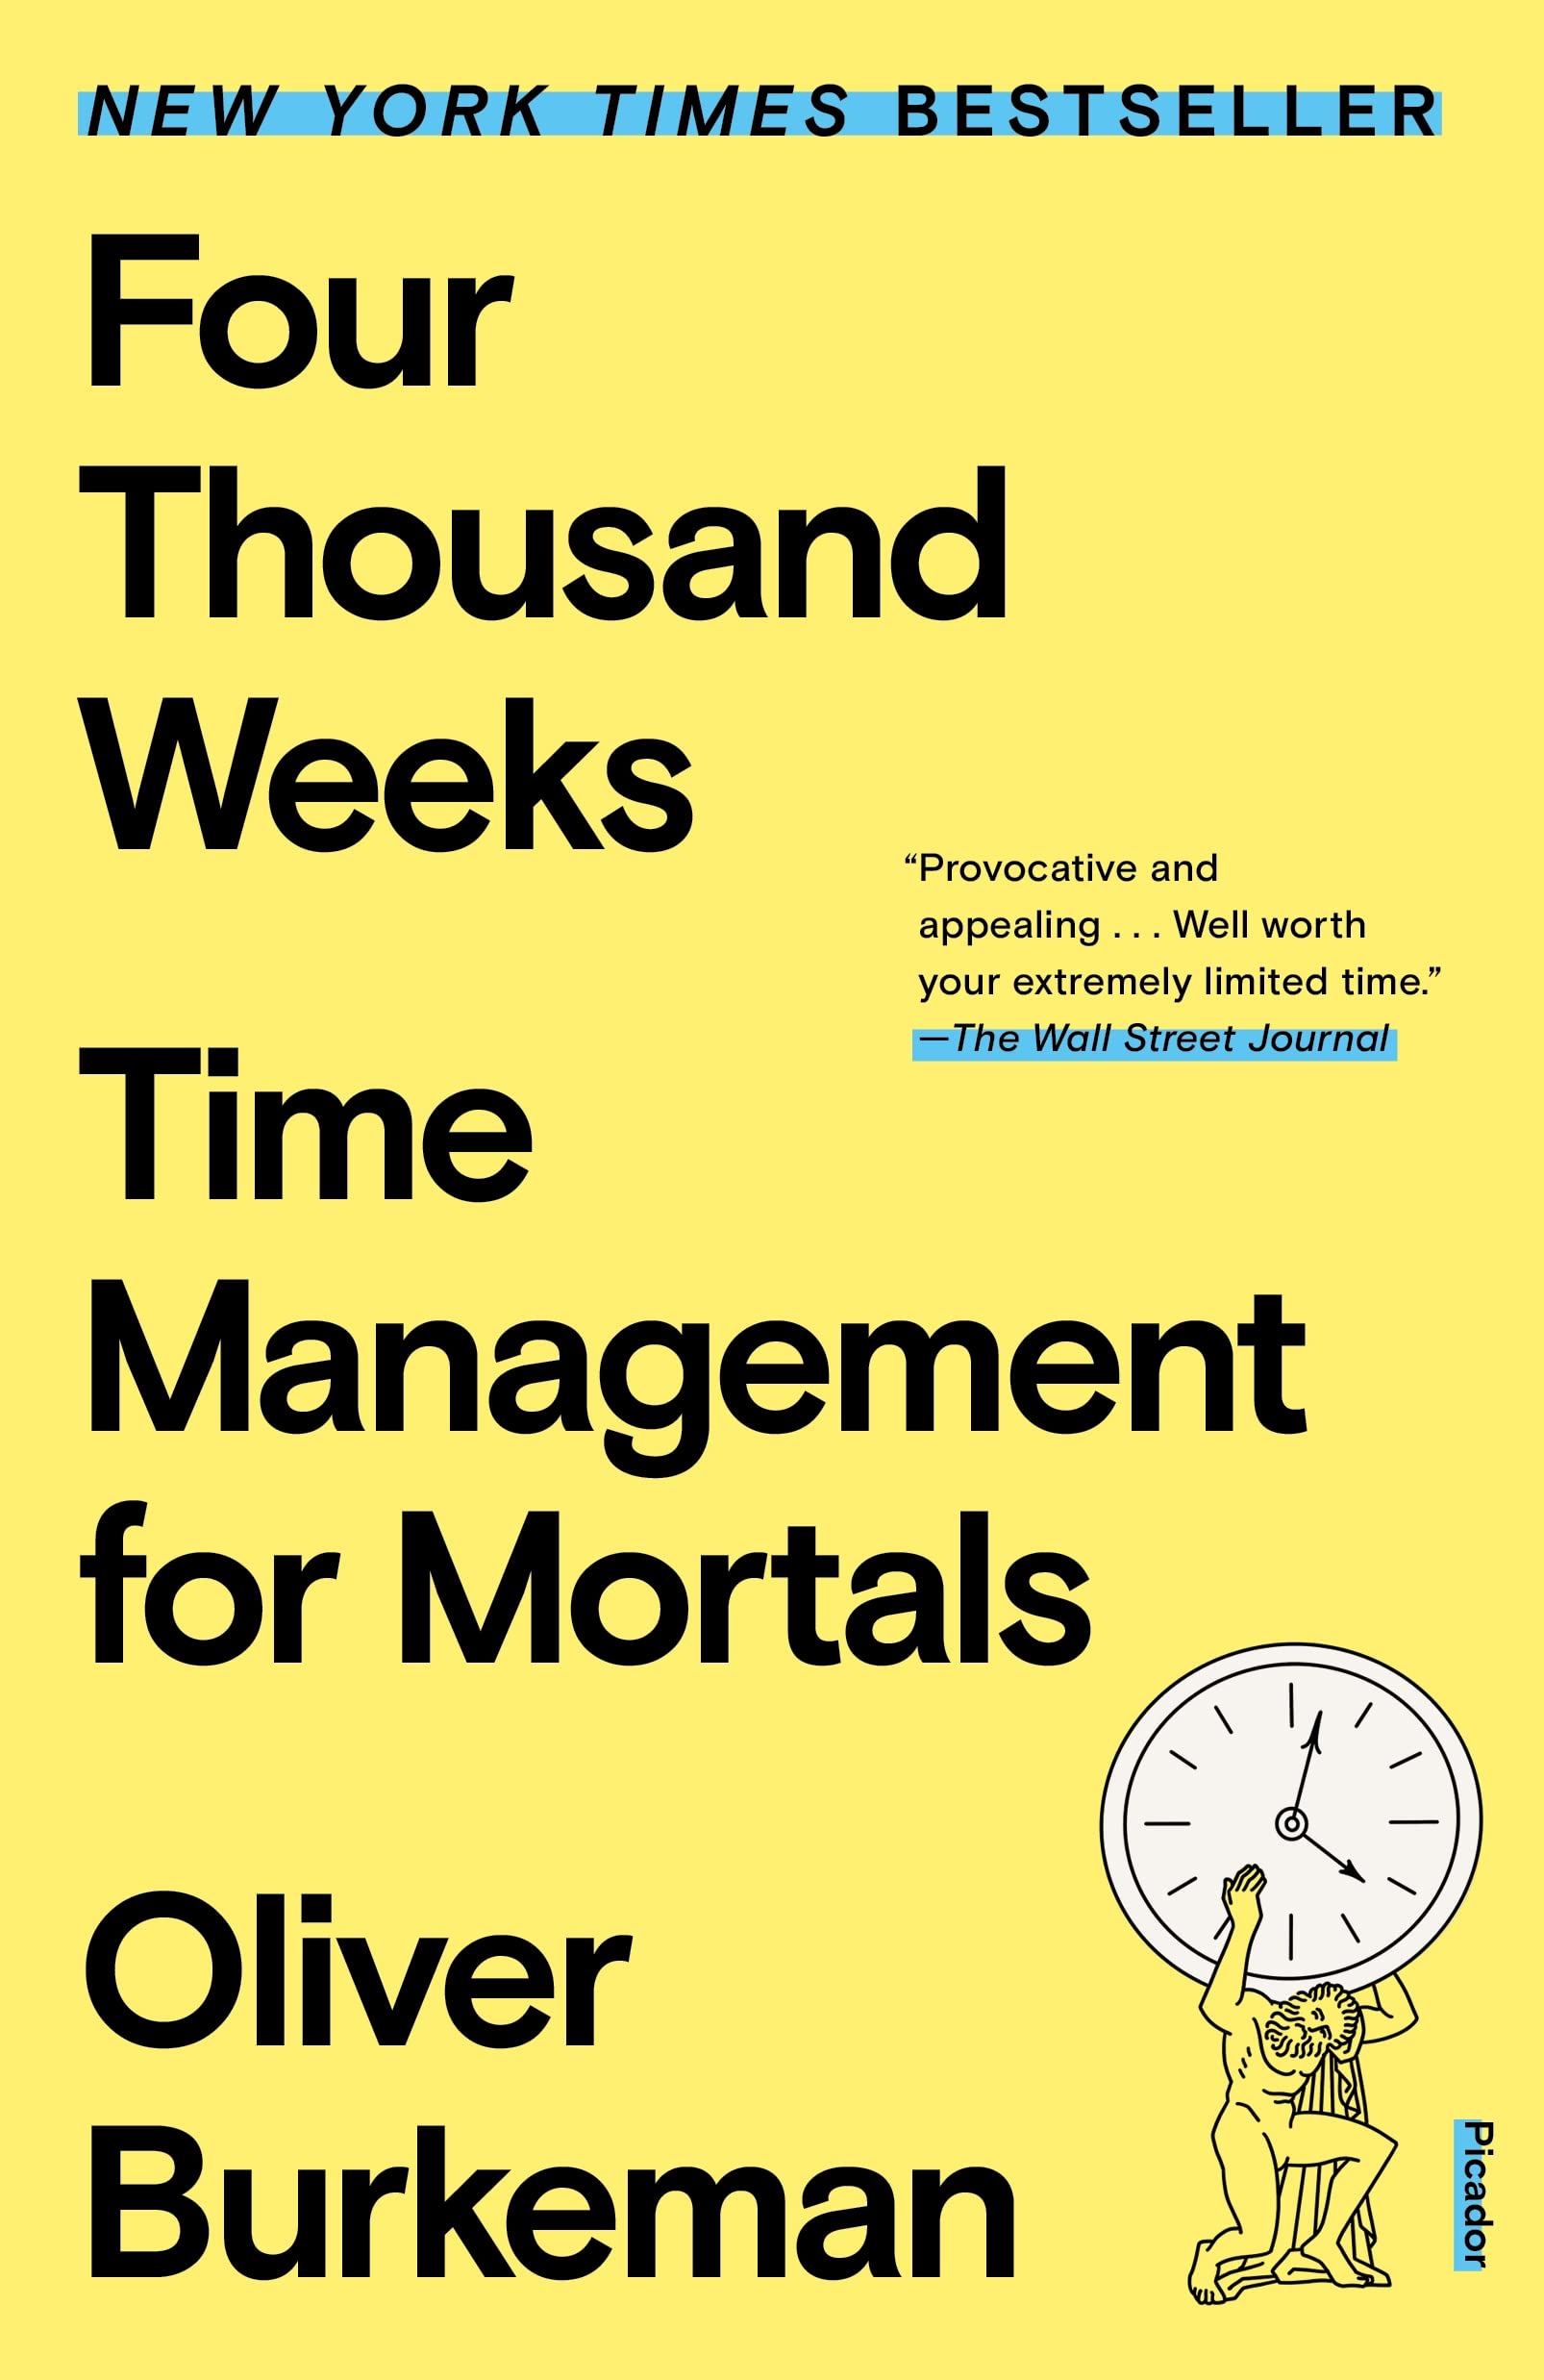 NEW YORK TIMES BESTSELLER
Four
Thousand
Weeks
“Provocative and
appealing . . . Well worth
your extremely limited time.”
—The Wall Street Journal
Time
Management
for Mortals
Oliver
Burkeman
Picador